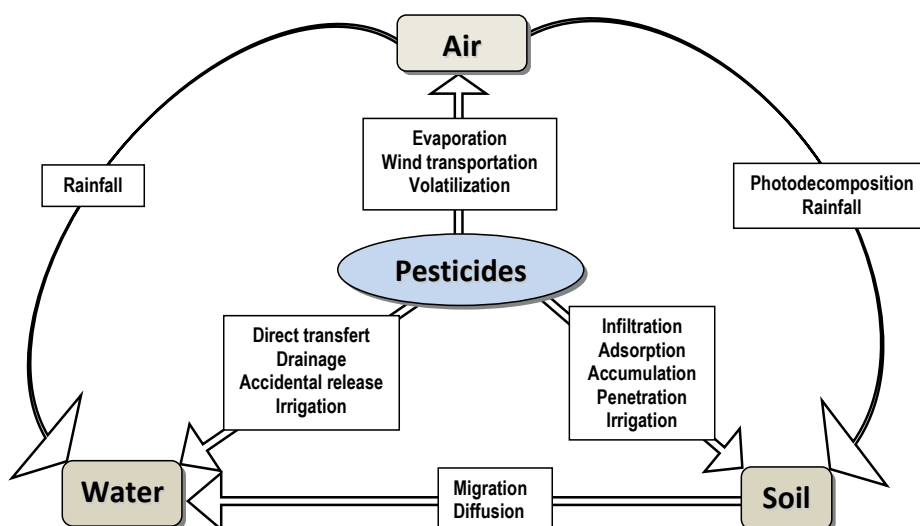 Air
Evaporation
Wind transportation
Volatilization
Rainfall
Photodecomposition
Rainfall
Pesticides
Direct transfert
Drainage
Accidental release
Irrigation
Infiltration
Adsorption
Accumulation
Penetration
Irrigation
Water
Migration
Diffusion
Soil